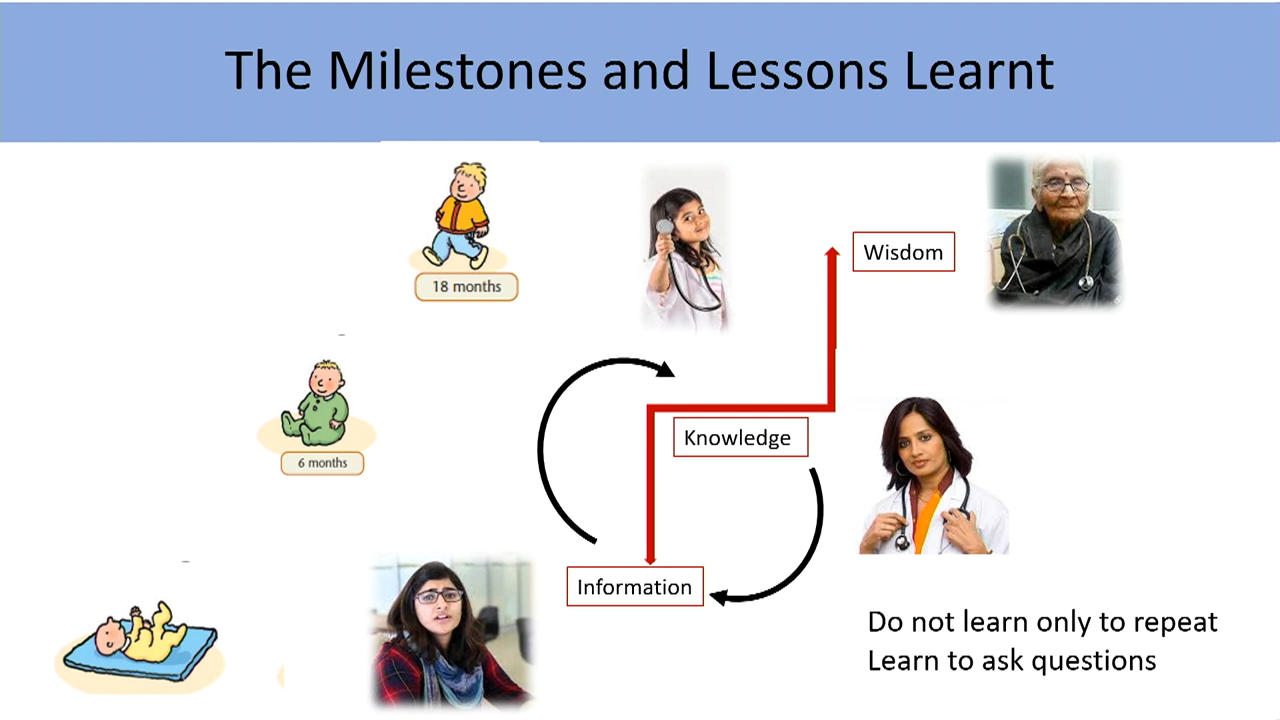 The Milestones and Lessons Learnt
18 months
Wisdom
6 months
Knowledge
Information
Do not learn only to repeat
Learn to ask questions